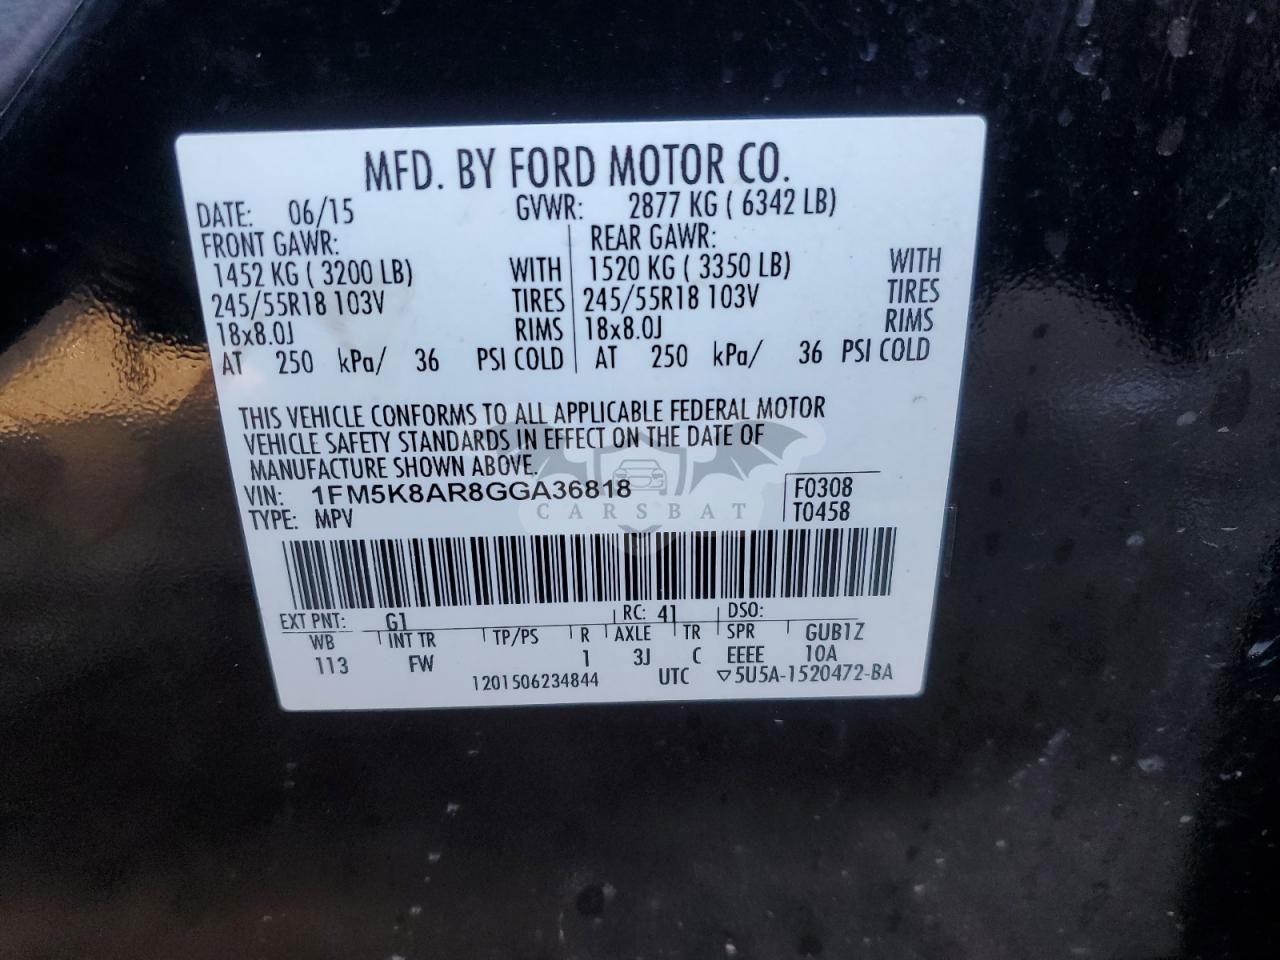 MFD. BY FORD MOTOR CO.
DATE: 06/15 GVWR: 2877 KG ( 6342 LB)
FRONT GAWR: REAR GAWR:
1452 KG ( 3200 LB) WITH 1520 KG ( 3350 LB) WITH
245/55R18 103V TIRES 245/55R18 103V TIRES
18x8.0J RIMS 18x8.0J RIMS
AT 250 kPa/ 36 PSI COLD AT 250 kPa/ 36 PSI COLD
THIS VEHICLE CONFORMS TO ALL APPLICABLE FEDERAL MOTOR
VEHICLE SAFETY STANDARDS IN EFFECT ON THE DATE OF
MANUFACTURE SHOWN ABOVE.
VIN: 1FM5K8AR8GGA36818 F0308
TYPE: MPV T0458
CARSBAT
EXT PNT: G1 RC: 41 DSO:
WB INT TR TP/PS R AXLE TR SPR GUB1Z
113 FW 1 3J C EEEE 10A
1201506234844 UTC ▽5U5A-1520472-BA